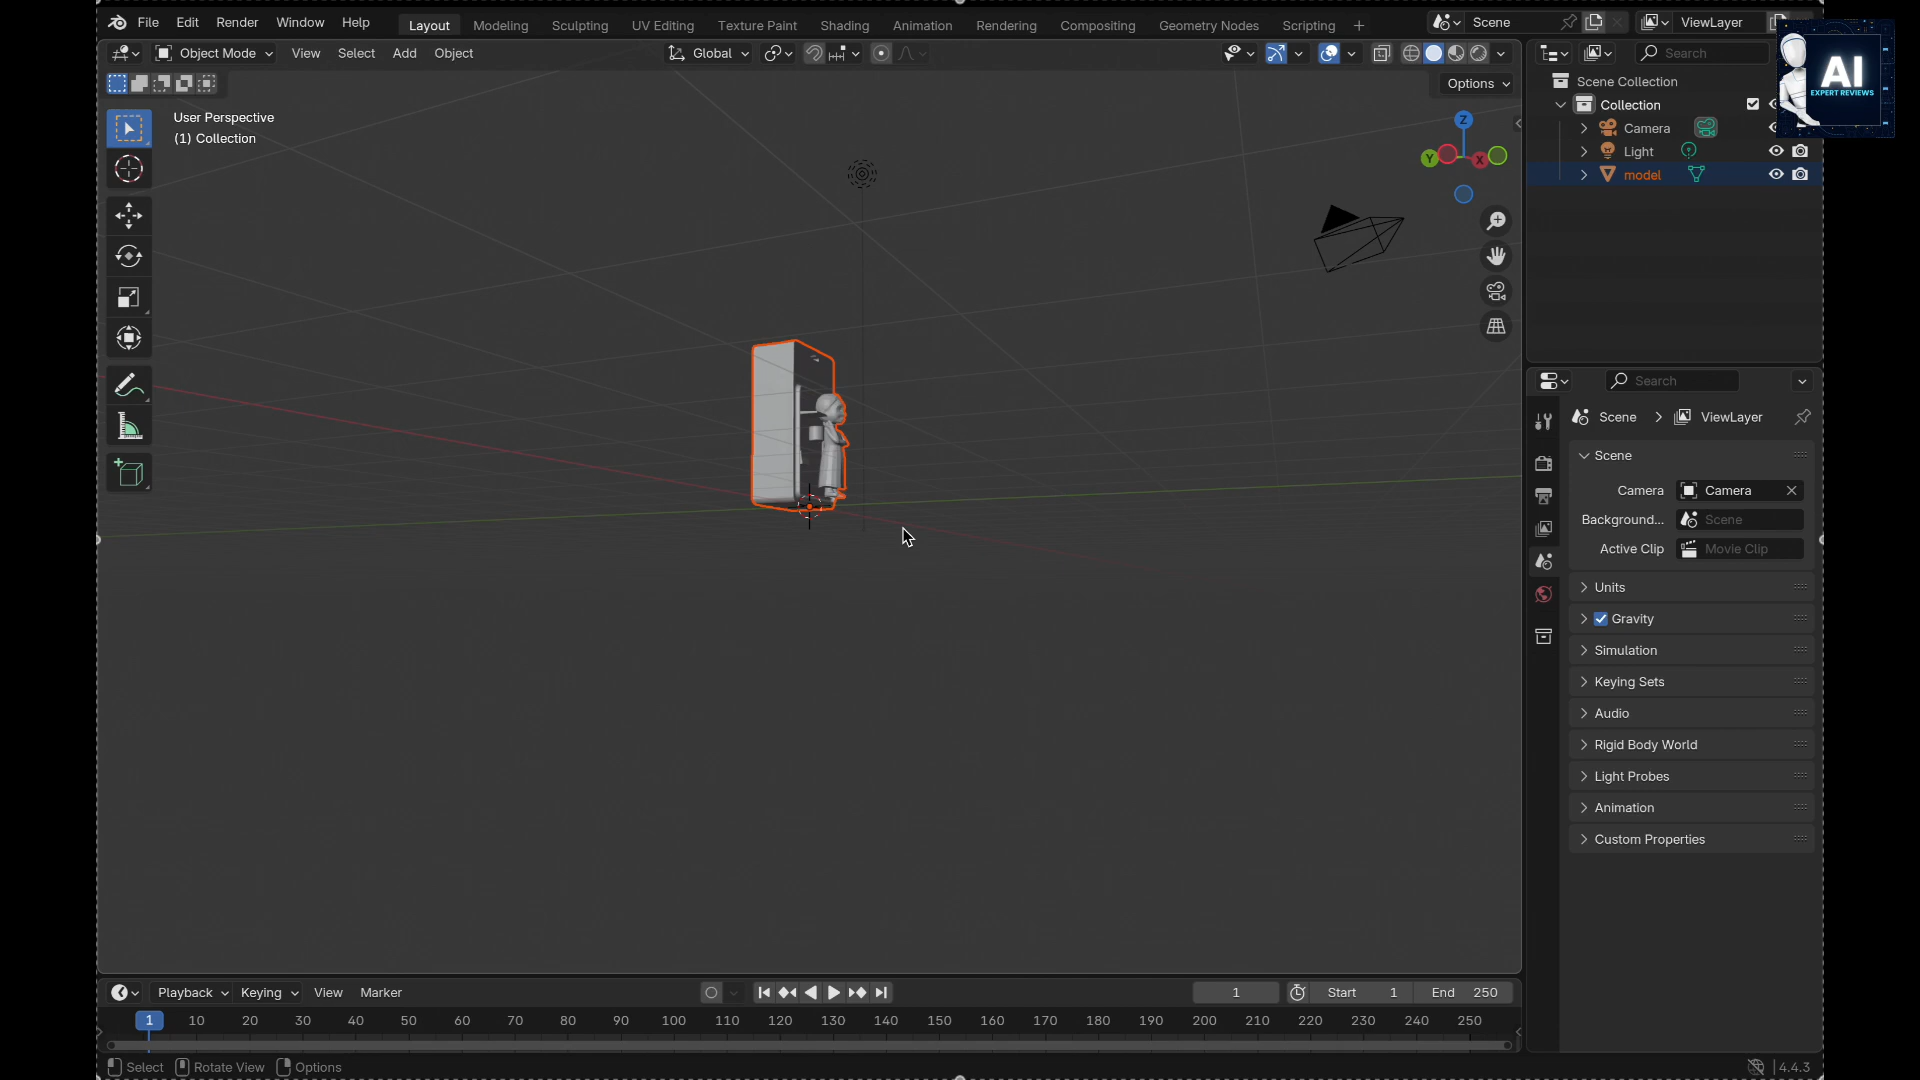 File Edit Render Window Help Layout Modeling Sculpting UV Editing Texture Paint Shading Animation Rendering Compositing Geometry Nodes Scripting Scene ViewLayer
Object Mode View Select Add Object Global Search
Options
User Perspective
(1) Collection
Z
Y
X
Scene Collection
Collection
Camera
Light
model
AI
EXPERT REVIEWS
Search
Scene ViewLayer
Scene
Camera Camera
Background... Scene
Active Clip Movie Clip
Units
Gravity
Simulation
Keying Sets
Audio
Rigid Body World
Light Probes
Animation
Custom Properties
Playback Keying View Marker 1 Start 1 End 250
1 10 20 30 40 50 60 70 80 90 100 110 120 130 140 150 160 170 180 190 200 210 220 230 240 250
Select Rotate View Options 4.4.3